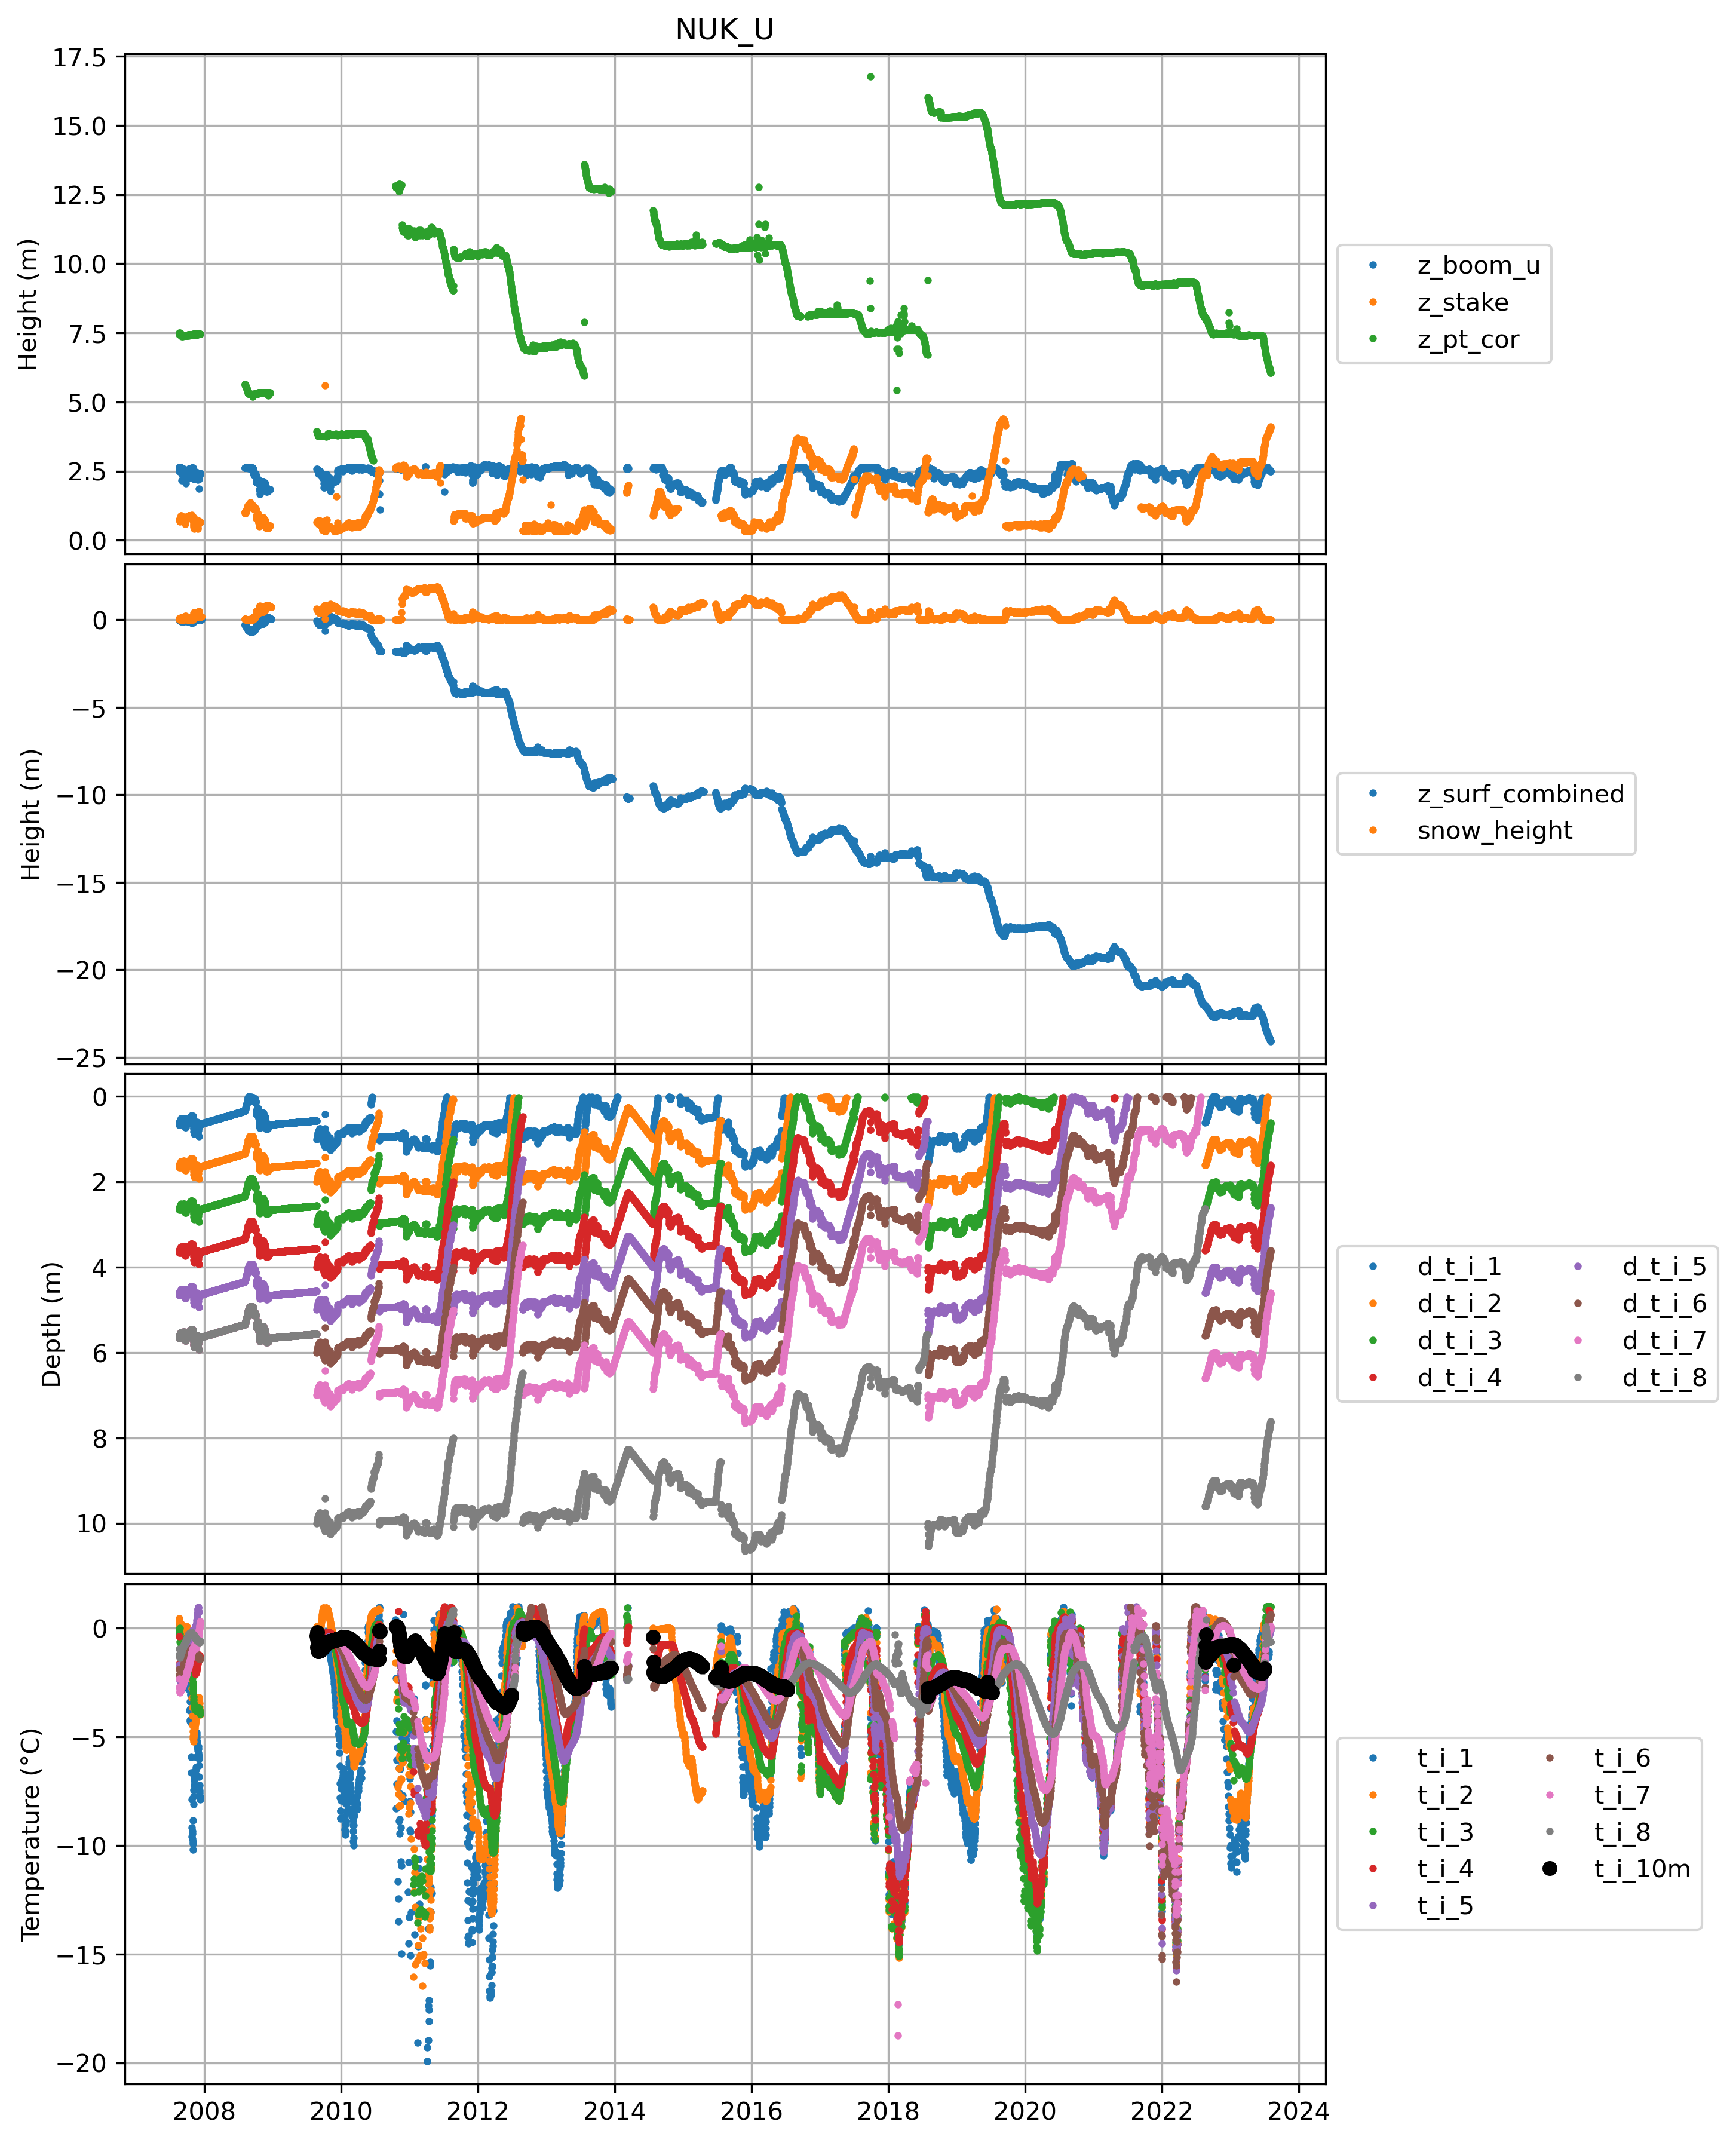 NUK_U
17.5
15.0
12.5
10.0
7.5
5.0
2.5
0.0
Height (m)
z_boom_u
z_stake
z_pt_cor
0
−5
−10
−15
−20
−25
Height (m)
z_surf_combined
snow_height
0
2
4
6
8
10
Depth (m)
d_t_i_1 d_t_i_5
d_t_i_2 d_t_i_6
d_t_i_3 d_t_i_7
d_t_i_4 d_t_i_8
0
−5
−10
−15
−20
Temperature (°C)
t_i_1 t_i_6
t_i_2 t_i_7
t_i_3 t_i_8
t_i_4 t_i_10m
t_i_5
2008 2010 2012 2014 2016 2018 2020 2022 2024